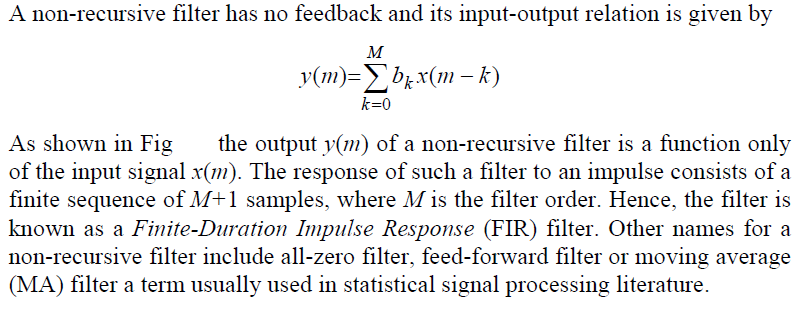 A non-recursive filter has no feedback and its input-output relation is given by
M
y(m)=∑ b_k x(m – k)
k=0
As shown in Fig the output y(m) of a non-recursive filter is a function only
of the input signal x(m). The response of such a filter to an impulse consists of a
finite sequence of M+1 samples, where M is the filter order. Hence, the filter is
known as a Finite-Duration Impulse Response (FIR) filter. Other names for a
non-recursive filter include all-zero filter, feed-forward filter or moving average
(MA) filter a term usually used in statistical signal processing literature.